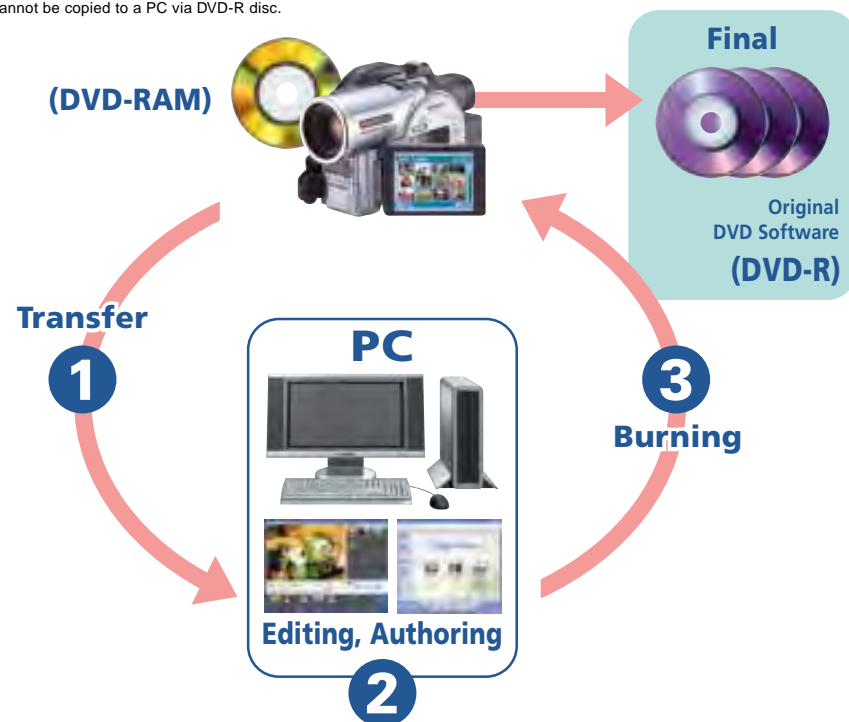 annot be copied to a PC via DVD-R disc.
Final
(DVD-RAM)
Original
DVD Software
(DVD-R)
Transfer
1
PC
3
Burning
Editing, Authoring
2